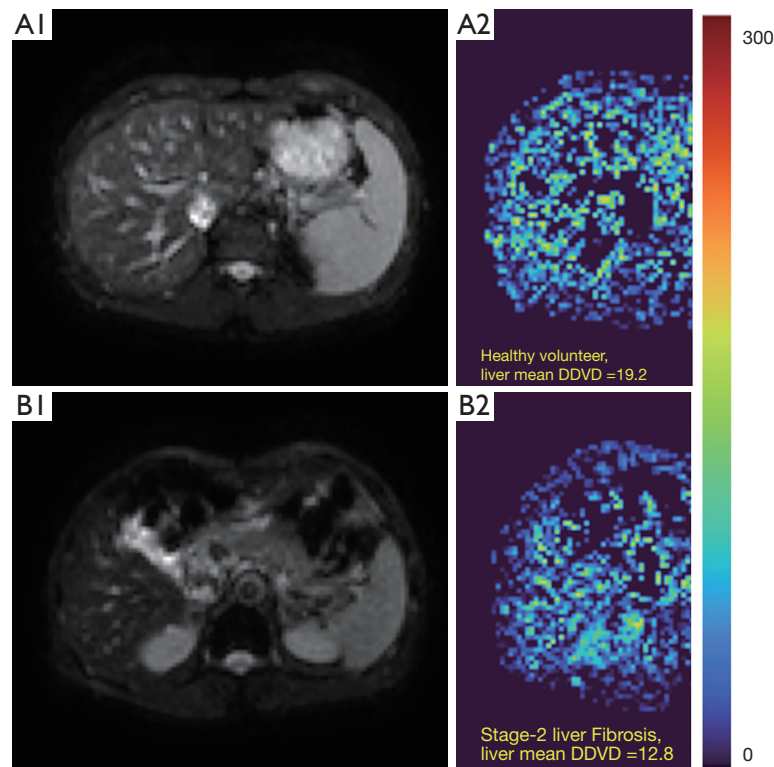 A1
A2
300
Healthy volunteer,
liver mean DDVD =19.2
B1
B2
Stage-2 liver Fibrosis,
liver mean DDVD =12.8
0